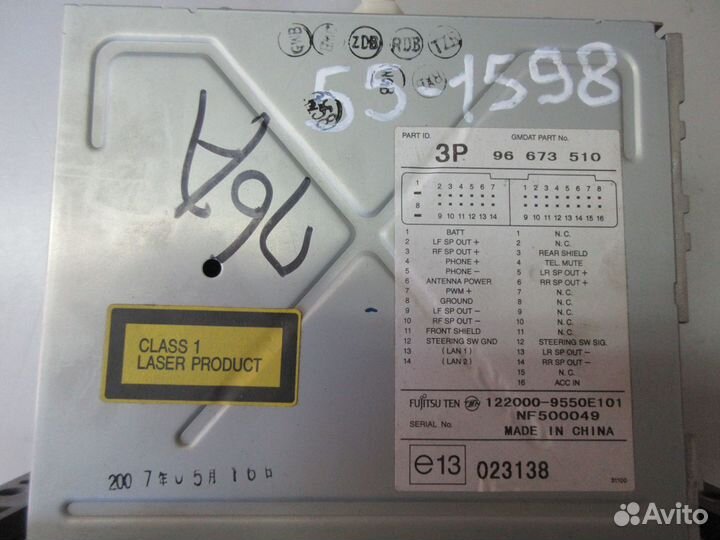 GMB
ZDB
RDB
TZA
55-1598
A97
PART ID.
GMDAT PART No.
3P 96 673 510
1 2 3 4 5 6 7
8 9 10 11 12 13 14
1 2 3 4 5 6 7 8
9 10 11 12 13 14 15 16
1 BATT
2 LF SP OUT +
3 RF SP OUT +
4 PHONE +
5 PHONE −
6 ANTENNA POWER
7 PWM +
8 GROUND
9 LF SP OUT −
10 RF SP OUT −
11 FRONT SHIELD
12 STEERING SW GND
13 ( LAN 1 )
14 ( LAN 2 )
1 N. C.
2 N. C.
3 REAR SHIELD
4 TEL. MUTE
5 LR SP OUT +
6 RR SP OUT +
7 N. C.
8 N. C.
9 N. C.
10 N. C.
11 N. C.
12 STEERING SW SIG.
13 LR SP OUT −
14 RR SP OUT −
15 N. C.
16 ACC IN
CLASS 1
LASER PRODUCT
FUJITSU TEN 122000-9550E101
NF500049
SERIAL No.
MADE IN CHINA
e13 023138
31100
2007年05月16日
Avito